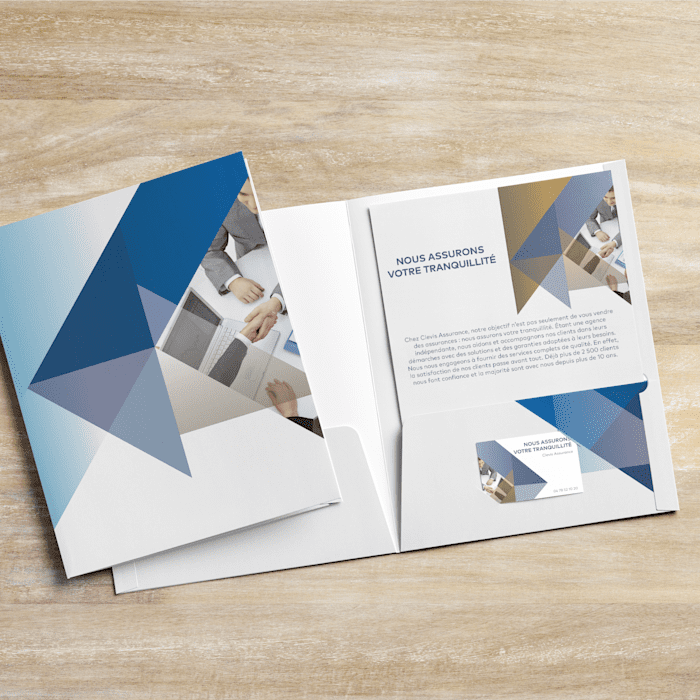 NOUS ASSURONS
VOTRE TRANQUILLITÉ
Chez Clevis Assurance, notre objectif n'est pas seulement de vous vendre
des assurances : nous assurons votre tranquillité. Étant une agence
indépendante, nous aidons et accompagnons nos clients dans leurs
démarches avec des solutions et des garanties adaptées à leurs besoins.
Nous nous engageons à fournir des services complets de qualité. En effet,
la satisfaction de nos clients passe avant tout. Déjà plus de 2 500 clients
nous font confiance et la majorité sont avec nous depuis plus de 10 ans.
NOUS ASSURONS
VOTRE TRANQUILLITÉ
Clevis Assurance